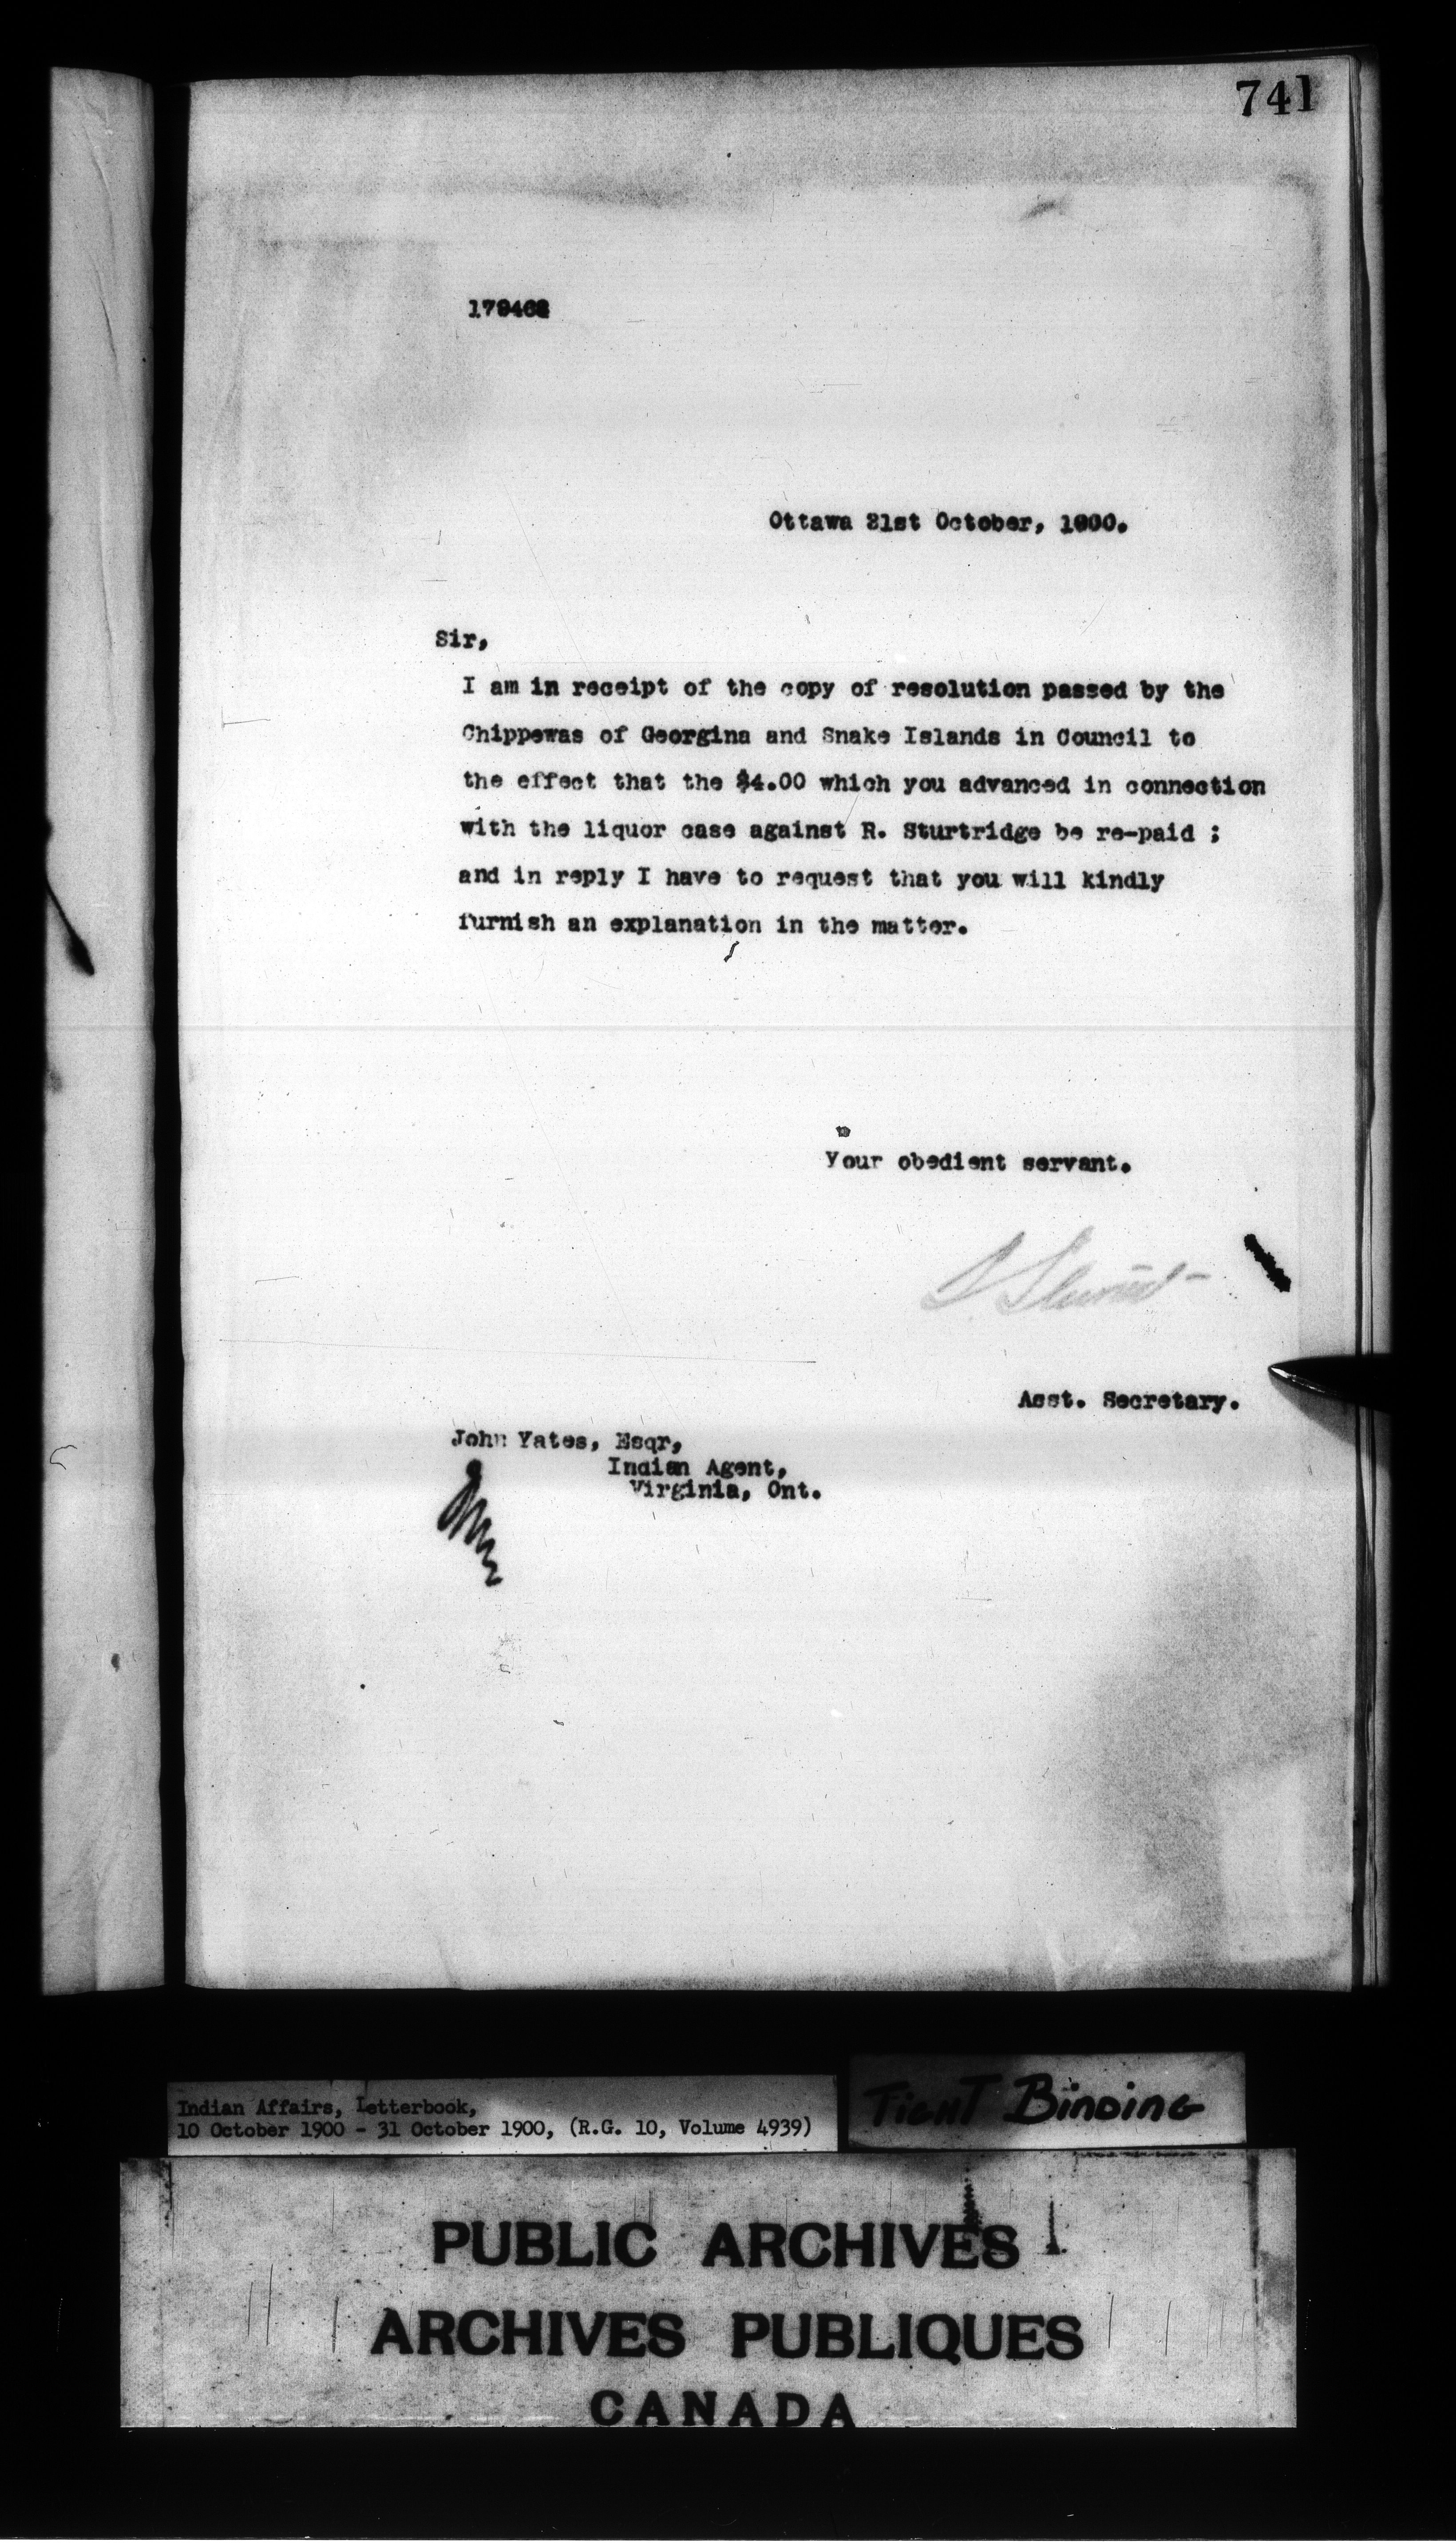 741
179468
Ottawa 31st October, 1900.
Sir,
I am in receipt of the copy of resolution passed by the
Chippewas of Georgina and Snake Islands in Council to
the effect that the $4.00 which you advanced in connection
with the liquor case against R. Sturtridge be re-paid ;
and in reply I have to request that you will kindly
furnish an explanation in the matter.
Your obedient servant.
Asst. Secretary.
John Yates, Esqr,
Indian Agent,
Virginia, Ont.
Indian Affairs, Letterbook,
10 October 1900 - 31 October 1900, (R.G. 10, Volume 4939)
TIGHT BINDING
PUBLIC ARCHIVES
ARCHIVES PUBLIQUES
CANADA